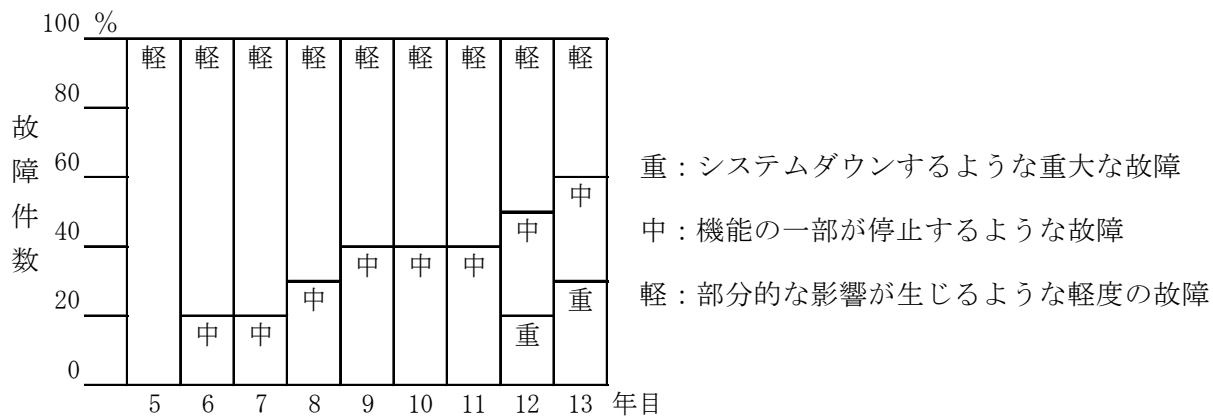 100 %
軽 軽 軽 軽 軽 軽 軽 軽 軽
80
故障件数
60
重：システムダウンするような重大な故障
中
40
中
中：機能の一部が停止するような故障
中 中 中
20
中
重
軽：部分的な影響が生じるような軽度の故障
中 中
重
0
5 6 7 8 9 10 11 12 13 年目